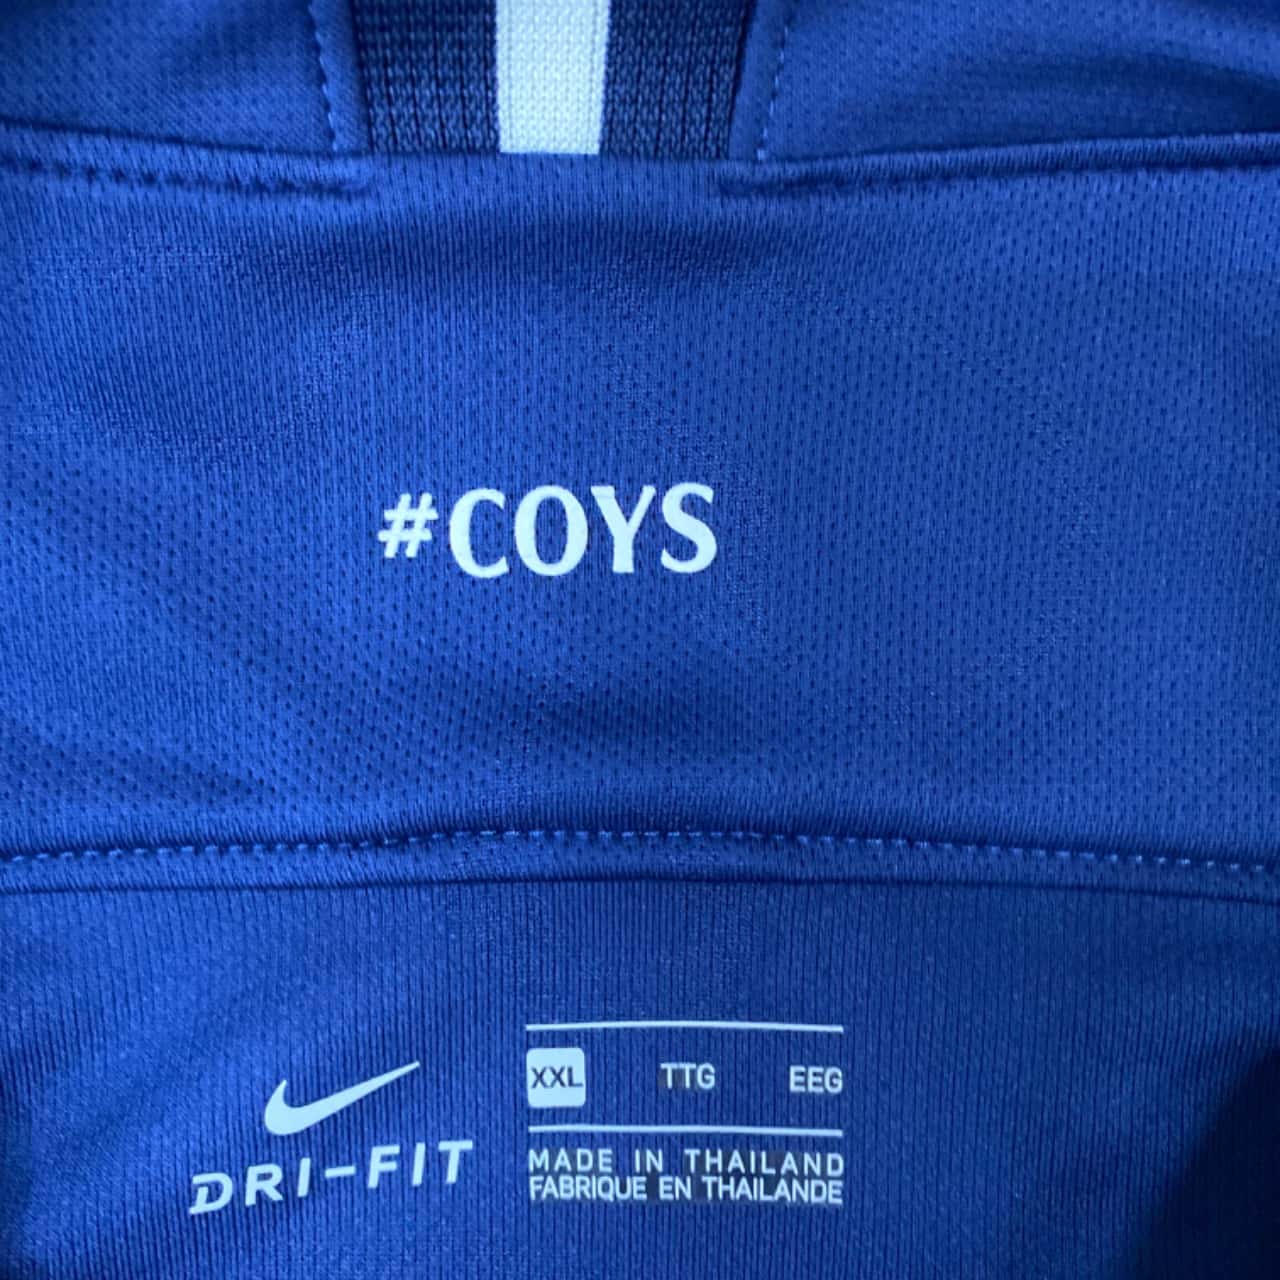 #COYS
XXL TTG EEG
DRI-FIT
MADE IN THAILAND
FABRIQUE EN THAILANDE